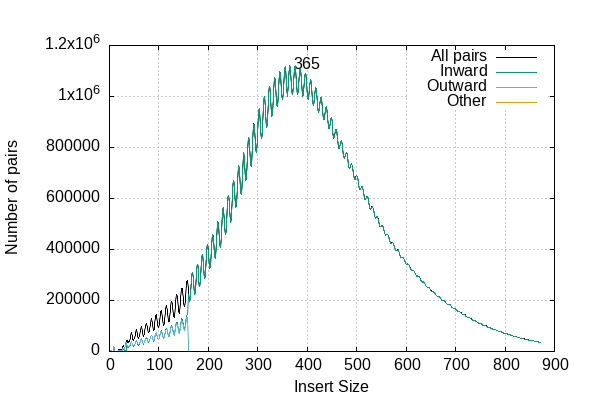 1.2x10^6
1x10^6
800000
600000
400000
200000
0
0 100 200 300 400 500 600 700 800 900
Insert Size
Number of pairs
365
All pairs
Inward
Outward
Other